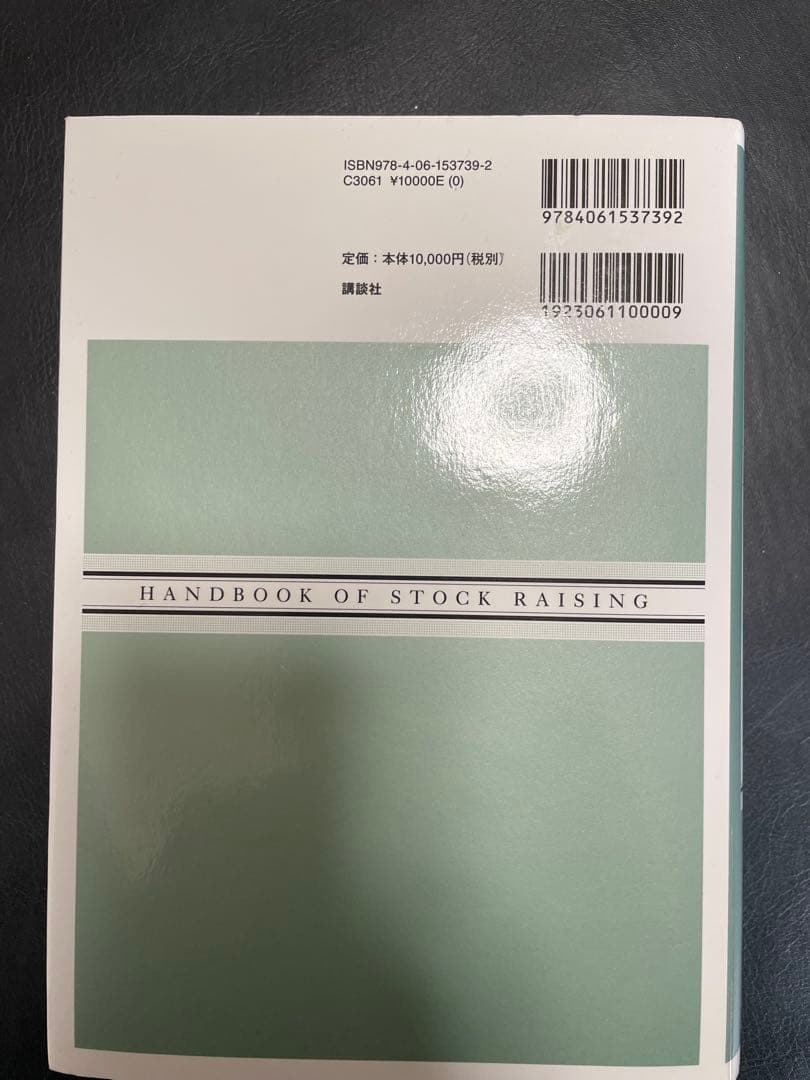 ISBN978-4-06-153739-2
C3061 ¥10000E (0)
9784061537392
定価：本体10,000円（税別）
講談社
1923061100009
HANDBOOK OF STOCK RAISING